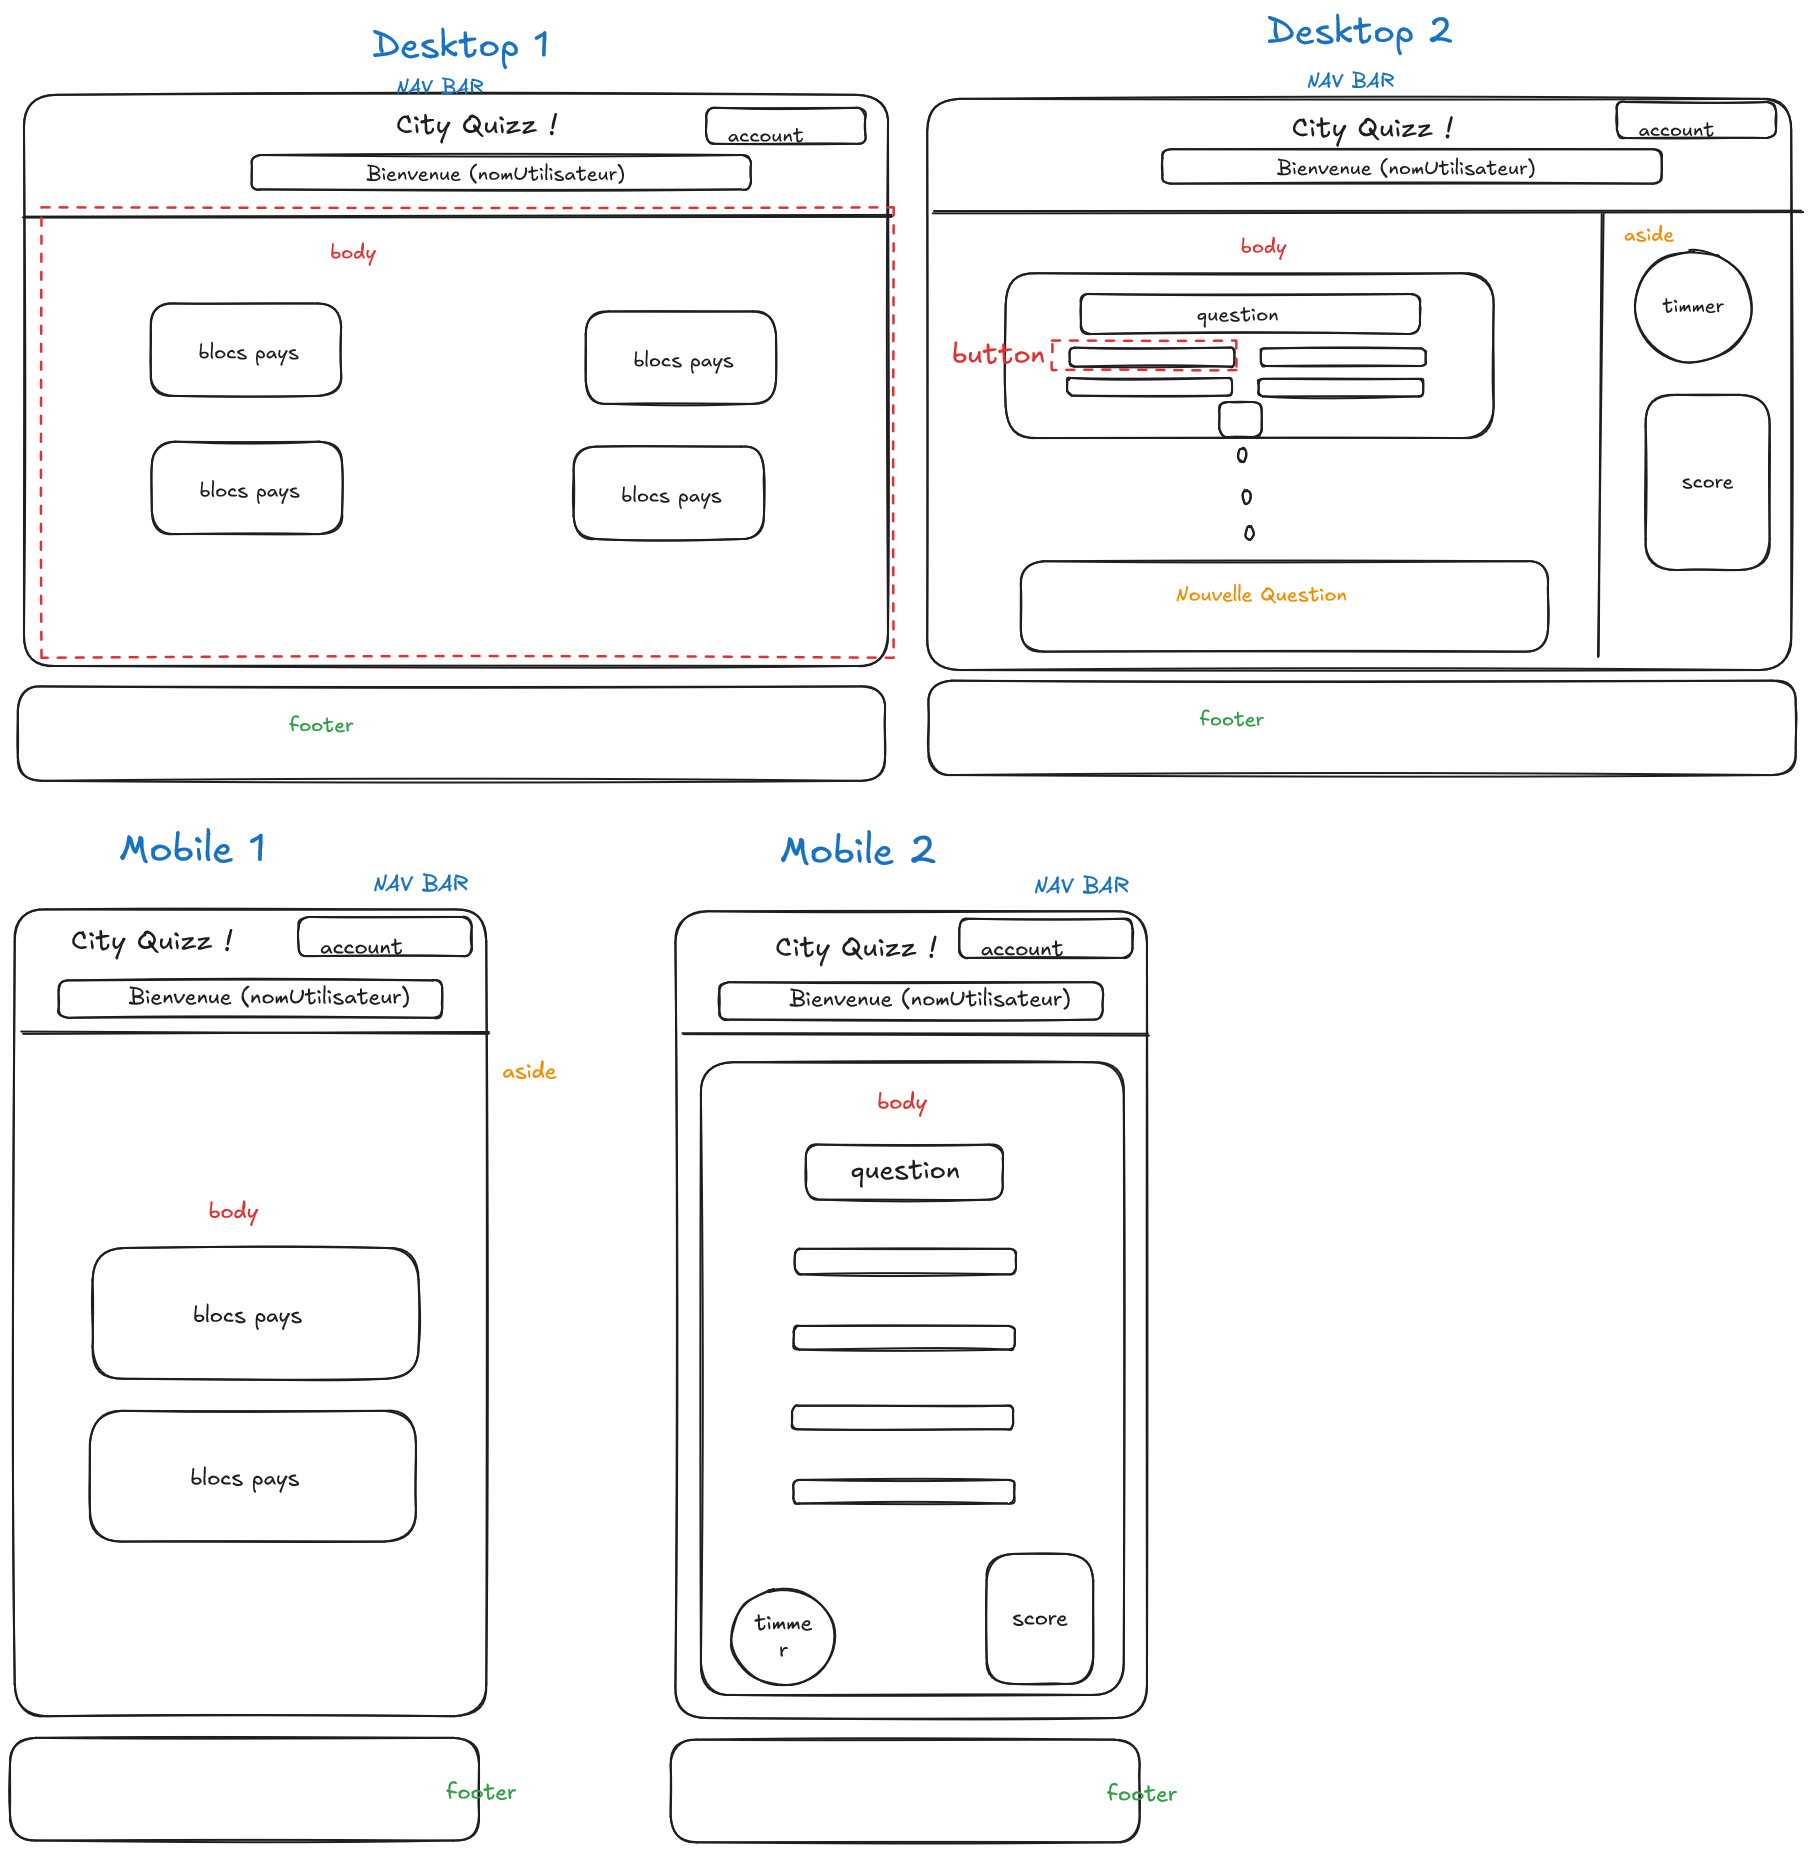 Desktop 1
NAV BAR
City Quizz !
account
Bienvenue (nomUtilisateur)
body
blocs pays
blocs pays
blocs pays
blocs pays
footer
Desktop 2
NAV BAR
City Quizz !
account
Bienvenue (nomUtilisateur)
body
aside
question
button
timmer
score
Nouvelle Question
footer
Mobile 1
NAV BAR
City Quizz !
account
Bienvenue (nomUtilisateur)
aside
body
blocs pays
blocs pays
footer
Mobile 2
NAV BAR
City Quizz !
account
Bienvenue (nomUtilisateur)
body
question
timme
r
score
footer